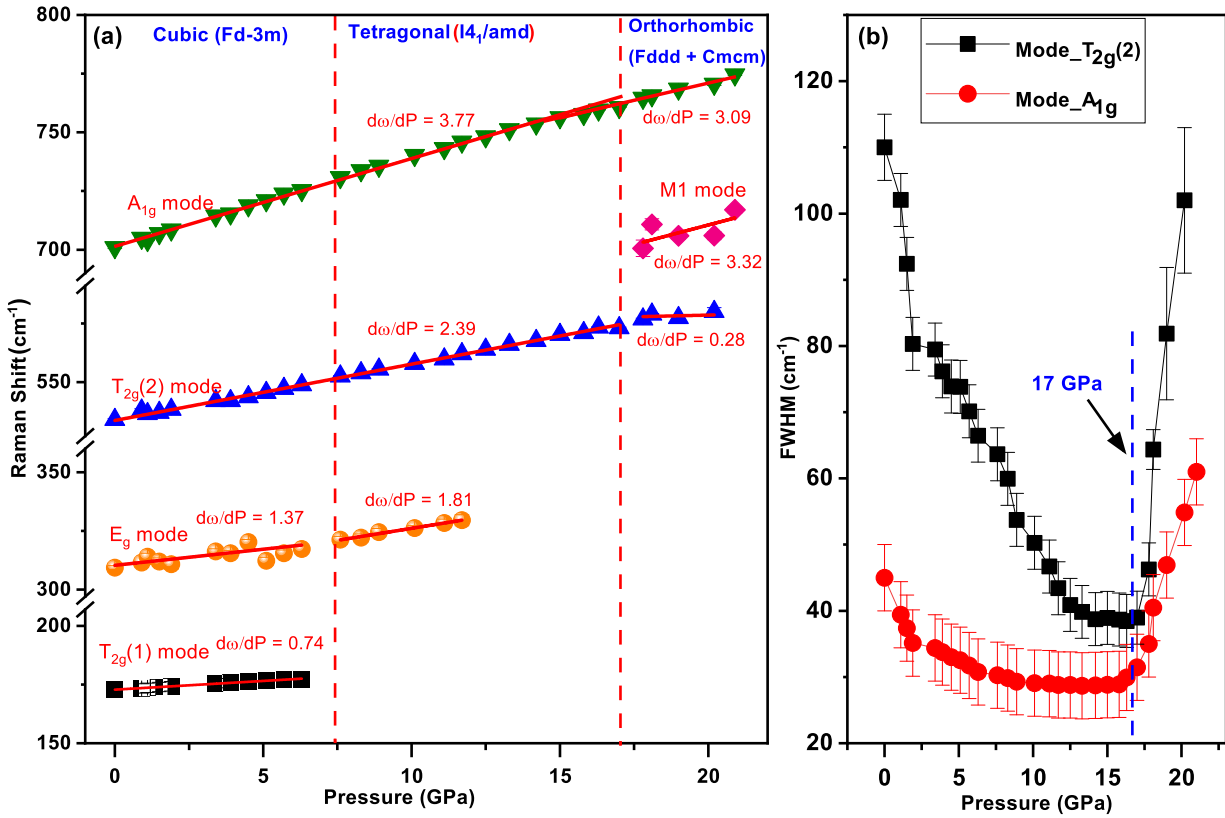 (a)
Cubic (Fd-3m)
Tetragonal (I4₁/amd)
Orthorhombic
(Fddd + Cmcm)
dω/dP = 3.77
dω/dP = 3.09
A₁g mode
M1 mode
dω/dP = 3.32
dω/dP = 2.39
dω/dP = 0.28
T₂g(2) mode
dω/dP = 1.37
dω/dP = 1.81
Eg mode
T₂g(1) mode
dω/dP = 0.74
800
750
700
550
350
300
200
150
Raman Shift (cm⁻¹)
0
5
10
15
20
Pressure (GPa)
(b)
Mode_T₂g(2)
Mode_A₁g
17 GPa
100
80
60
40
20
FWHM (cm⁻¹)
0
5
10
15
20
Pressure (GPa)